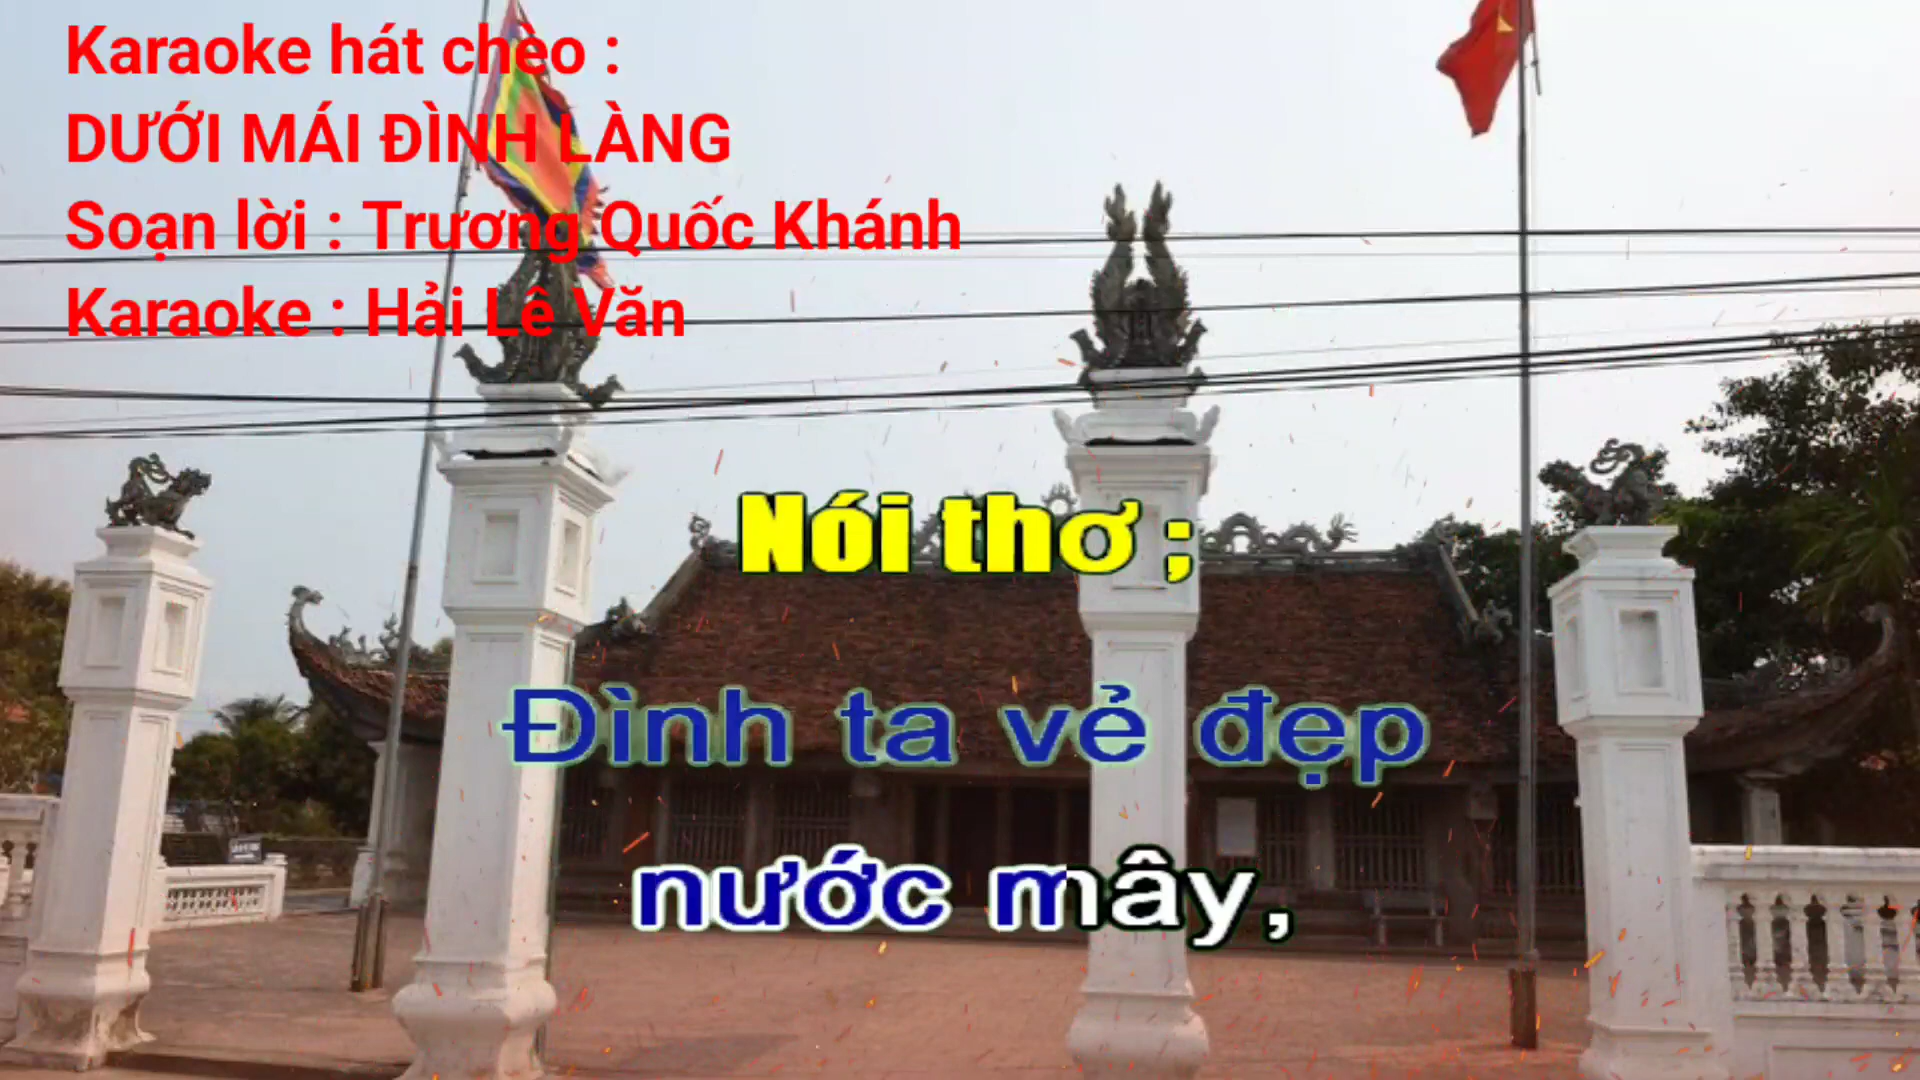 Karaoke hát chèo :
DƯỚI MÁI ĐÌNH LÀNG
Soạn lời : Trương Quốc Khánh
Karaoke : Hải Lê Văn
Nói thơ ;
Đình ta vẻ đẹp
nước mây,